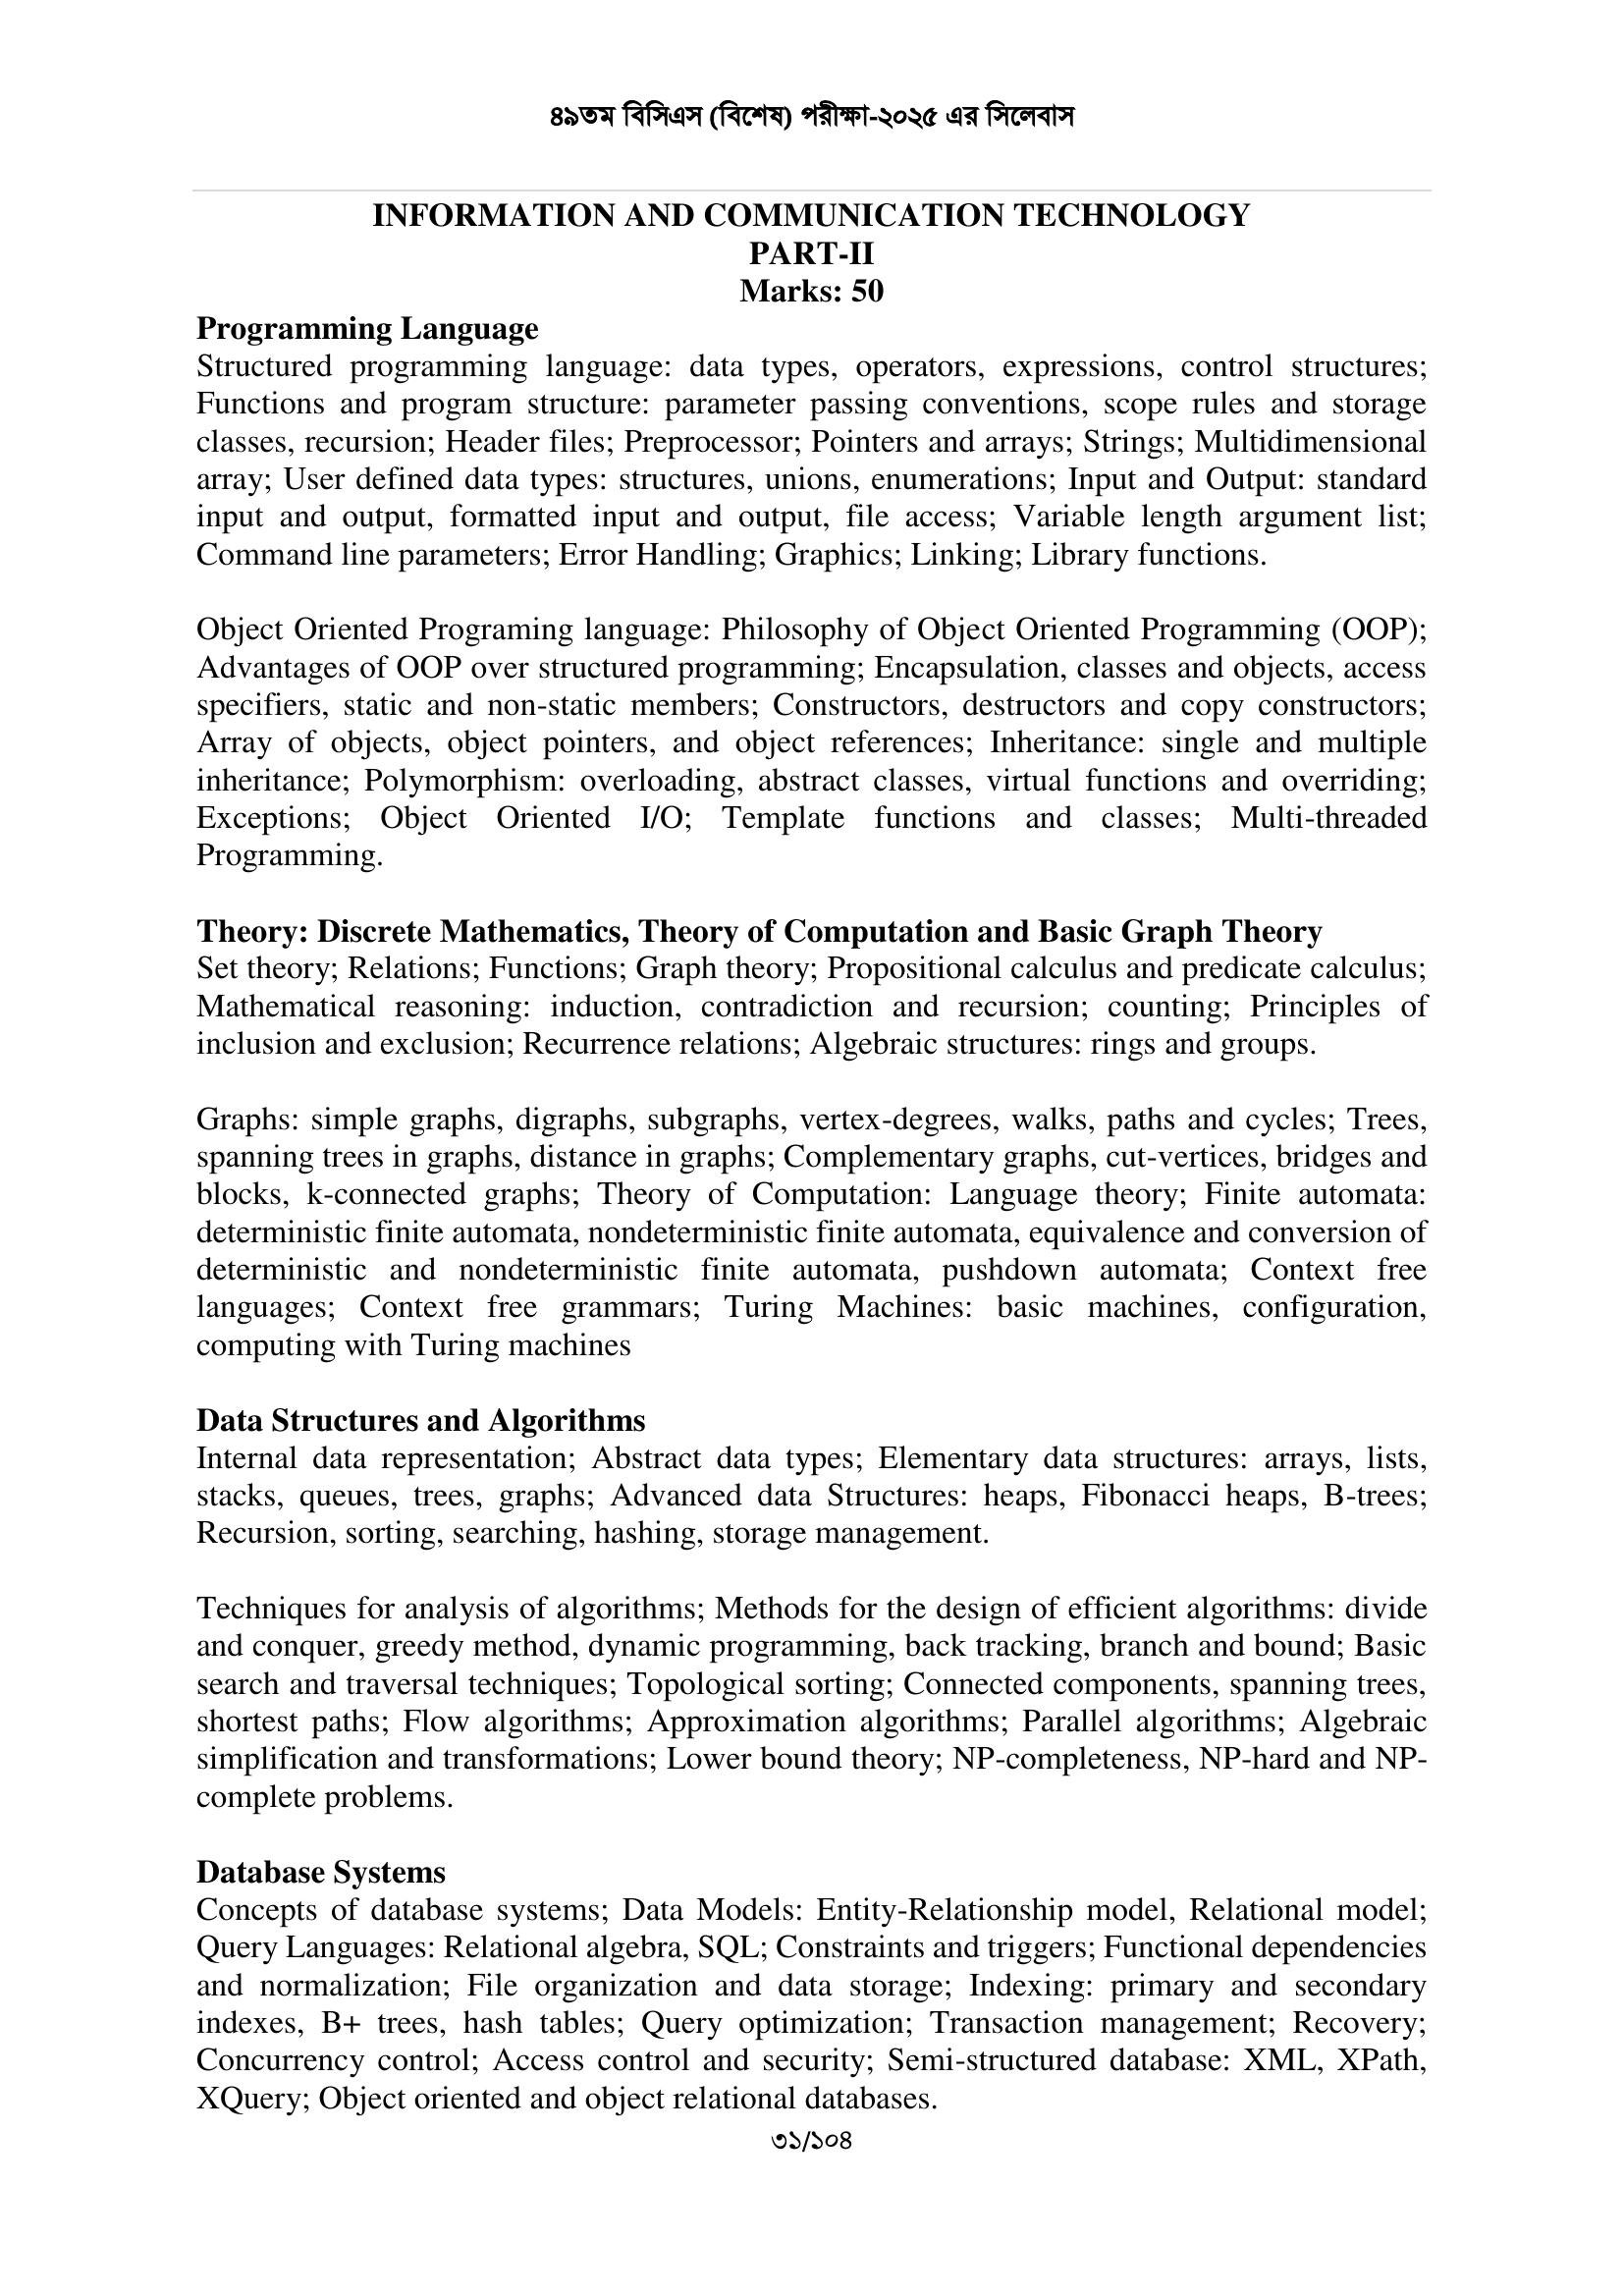 ৪৯তম বিসিএস (বিশেষ) পরীক্ষা-২০২৫ এর সিলেবাস
INFORMATION AND COMMUNICATION TECHNOLOGY
PART-II
Marks: 50
Programming Language
Structured programming language: data types, operators, expressions, control structures;
Functions and program structure: parameter passing conventions, scope rules and storage
classes, recursion; Header files; Preprocessor; Pointers and arrays; Strings; Multidimensional
array; User defined data types: structures, unions, enumerations; Input and Output: standard
input and output, formatted input and output, file access; Variable length argument list;
Command line parameters; Error Handling; Graphics; Linking; Library functions.
Object Oriented Programing language: Philosophy of Object Oriented Programming (OOP);
Advantages of OOP over structured programming; Encapsulation, classes and objects, access
specifiers, static and non-static members; Constructors, destructors and copy constructors;
Array of objects, object pointers, and object references; Inheritance: single and multiple
inheritance; Polymorphism: overloading, abstract classes, virtual functions and overriding;
Exceptions; Object Oriented I/O; Template functions and classes; Multi-threaded
Programming.
Theory: Discrete Mathematics, Theory of Computation and Basic Graph Theory
Set theory; Relations; Functions; Graph theory; Propositional calculus and predicate calculus;
Mathematical reasoning: induction, contradiction and recursion; counting; Principles of
inclusion and exclusion; Recurrence relations; Algebraic structures: rings and groups.
Graphs: simple graphs, digraphs, subgraphs, vertex-degrees, walks, paths and cycles; Trees,
spanning trees in graphs, distance in graphs; Complementary graphs, cut-vertices, bridges and
blocks, k-connected graphs; Theory of Computation: Language theory; Finite automata:
deterministic finite automata, nondeterministic finite automata, equivalence and conversion of
deterministic and nondeterministic finite automata, pushdown automata; Context free
languages; Context free grammars; Turing Machines: basic machines, configuration,
computing with Turing machines
Data Structures and Algorithms
Internal data representation; Abstract data types; Elementary data structures: arrays, lists,
stacks, queues, trees, graphs; Advanced data Structures: heaps, Fibonacci heaps, B-trees;
Recursion, sorting, searching, hashing, storage management.
Techniques for analysis of algorithms; Methods for the design of efficient algorithms: divide
and conquer, greedy method, dynamic programming, back tracking, branch and bound; Basic
search and traversal techniques; Topological sorting; Connected components, spanning trees,
shortest paths; Flow algorithms; Approximation algorithms; Parallel algorithms; Algebraic
simplification and transformations; Lower bound theory; NP-completeness, NP-hard and NP-
complete problems.
Database Systems
Concepts of database systems; Data Models: Entity-Relationship model, Relational model;
Query Languages: Relational algebra, SQL; Constraints and triggers; Functional dependencies
and normalization; File organization and data storage; Indexing: primary and secondary
indexes, B+ trees, hash tables; Query optimization; Transaction management; Recovery;
Concurrency control; Access control and security; Semi-structured database: XML, XPath,
XQuery; Object oriented and object relational databases.
৩১/১০৪